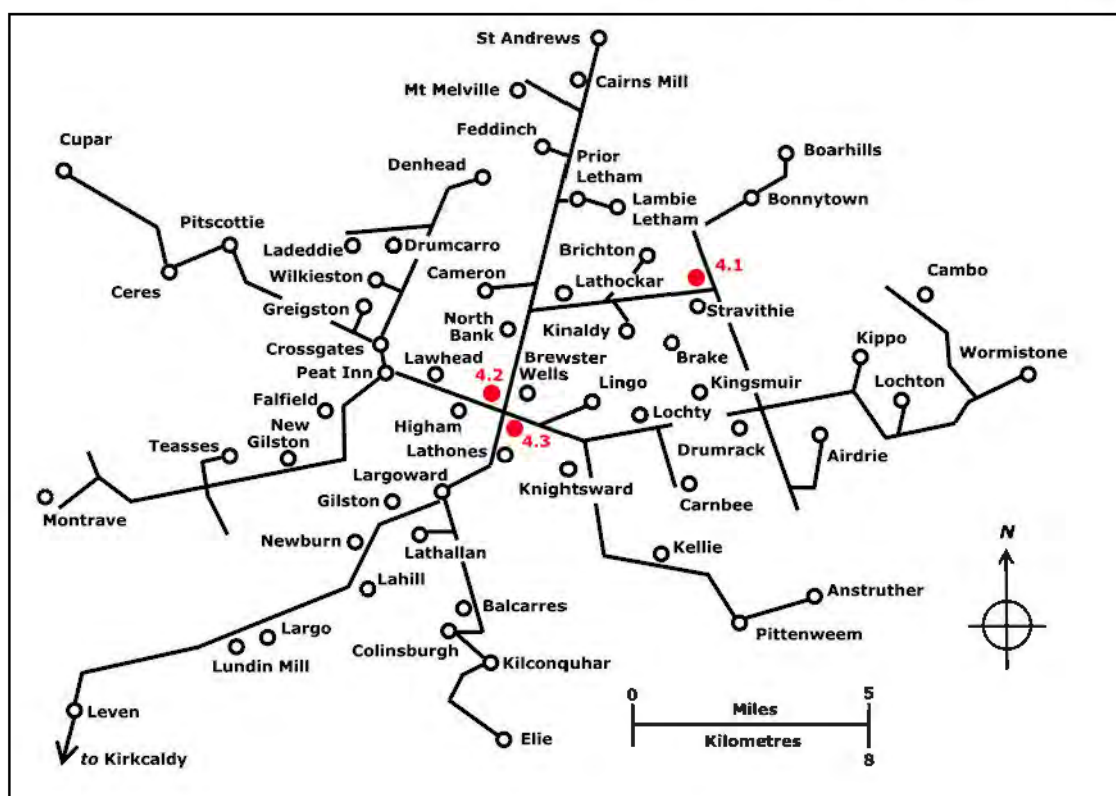 St Andrews
Cairns Mill
Mt Melville
Feddinch
Boarhills
Cupar
Denhead
Prior
Letham
Lambie
Letham
Bonnytown
Pitscottie
Ladeddie
Drumcarro
Brichton
4.1
Cambo
Ceres
Wilkieston
Cameron
Lathockar
Stravithie
Greigston
North
Bank
Kinaldy
Kippo
Wormistone
Crossgates
Lawhead
Brewster
Wells
Brake
Peat Inn
4.2
Lingo
Kingsmuir
Lochton
Falfield
New
Gilston
Higham
4.3
Lochty
Drumrack
Airdrie
Teasses
Lathones
Largoward
Knightsward
Carnbee
Montrave
Gilston
N
Newburn
Lathallan
Kellie
Lahill
Balcarres
Anstruther
Largo
Colinsburgh
Pittenweem
Lundin Mill
Kilconquhar
0
5
Miles
Leven
Elie
Kilometres
8
to Kirkcaldy